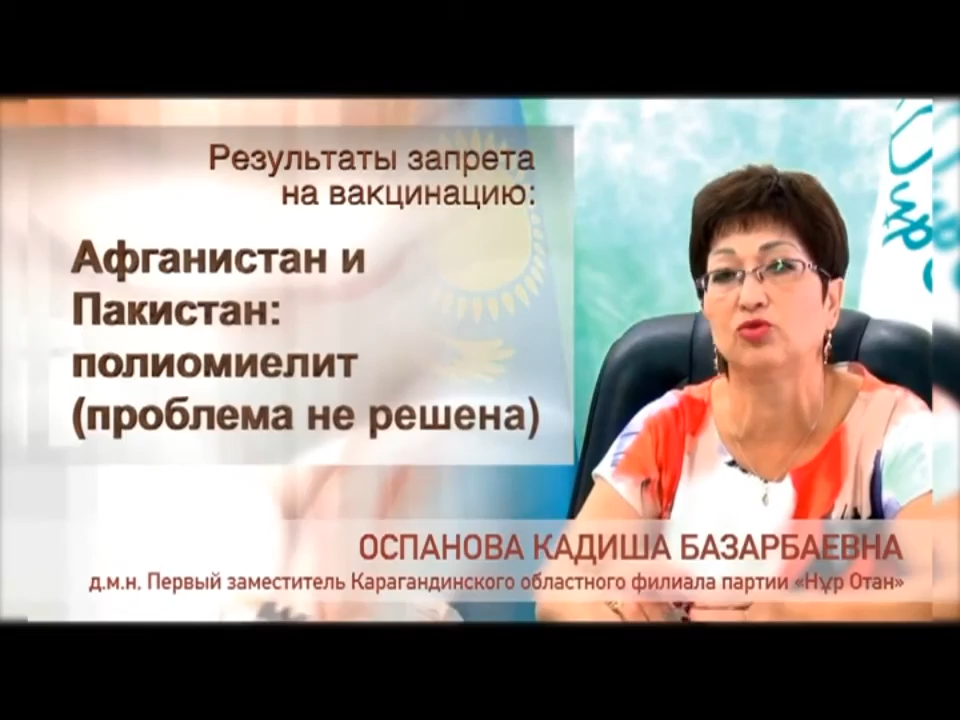 Результаты запрета
на вакцинацию:
Афганистан и
Пакистан:
полиомиелит
(проблема не решена)
ОСПАНОВА КАДИША БАЗАРБАЕВНА
д.м.н. Первый заместитель Карагандинского областного филиала партии «Нұр Отан»